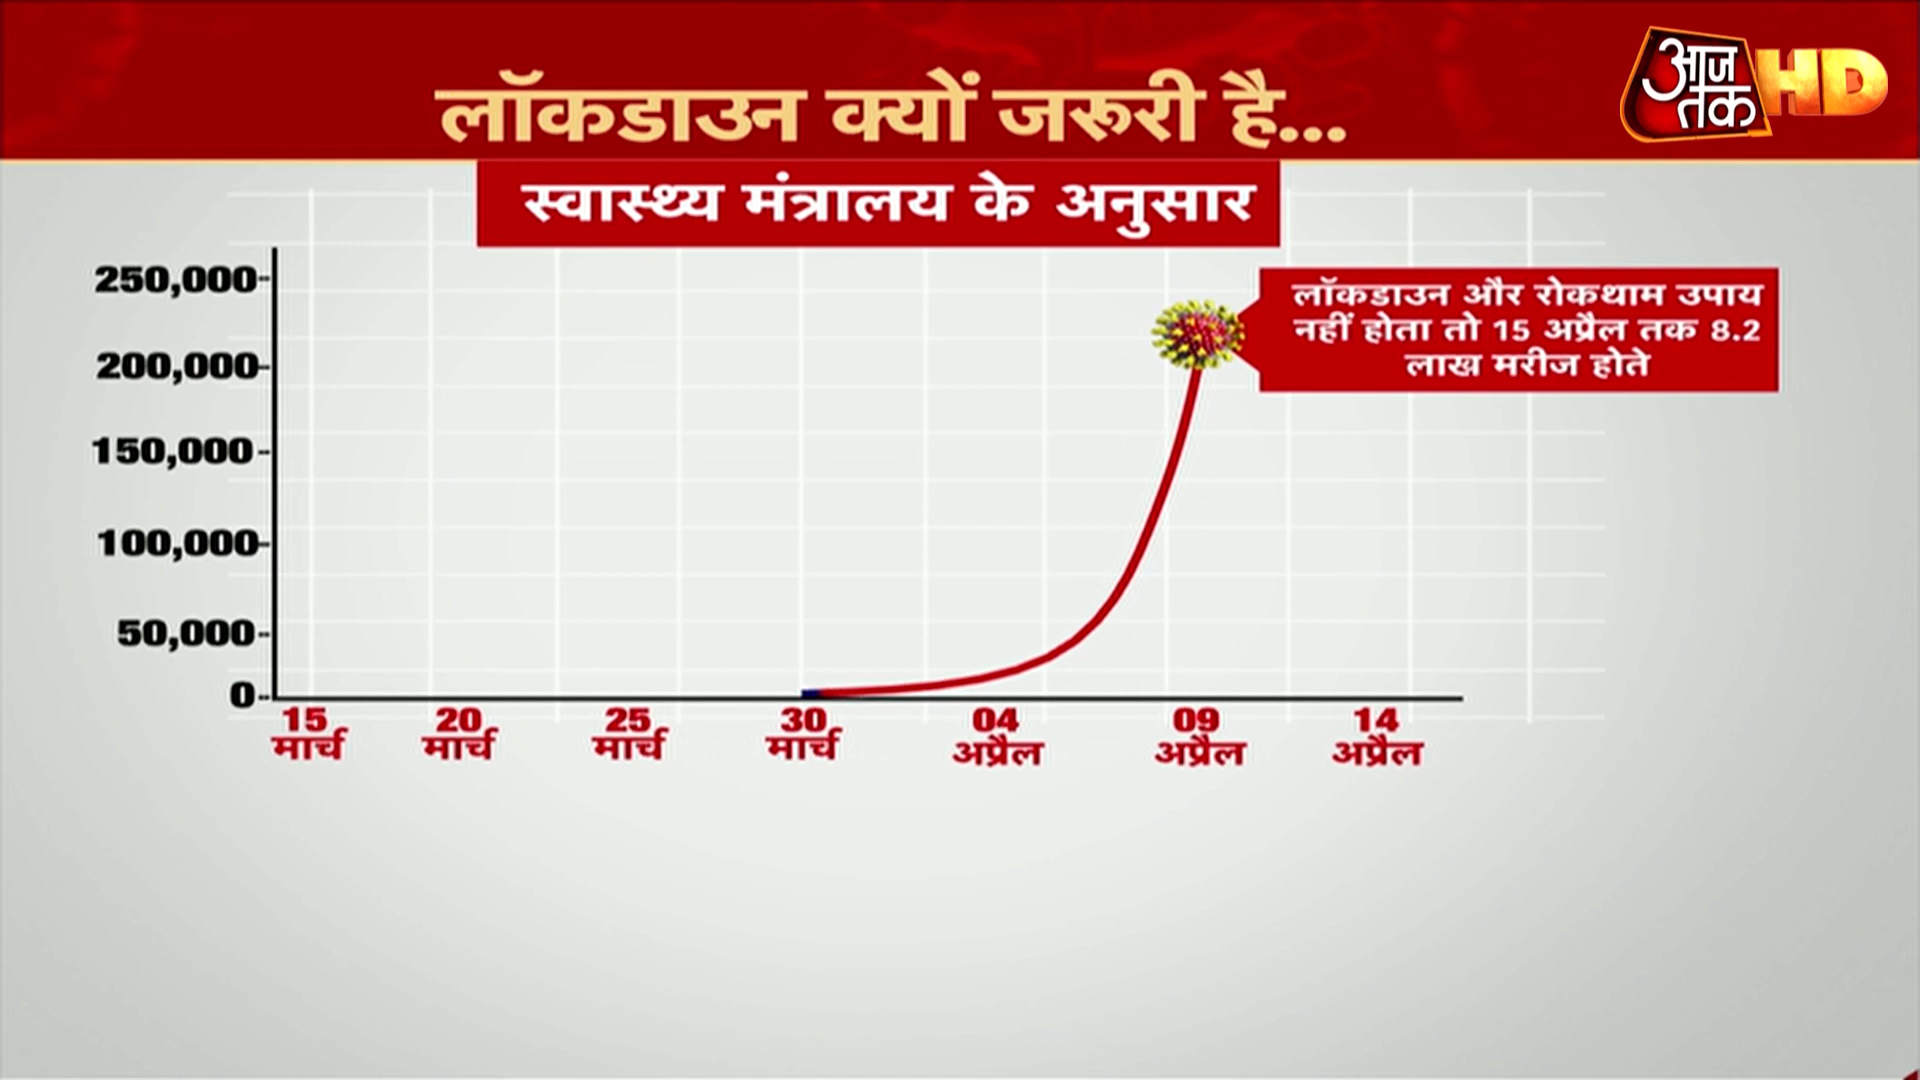 लॉकडाउन क्यों जरूरी है...
आज
तक
HD
स्वास्थ्य मंत्रालय के अनुसार
250,000
200,000
150,000
100,000
50,000
0
लॉकडाउन और रोकथाम उपाय
नहीं होता तो 15 अप्रैल तक 8.2
लाख मरीज होते
15 मार्च
20 मार्च
25 मार्च
30 मार्च
04 अप्रैल
09 अप्रैल
14 अप्रैल